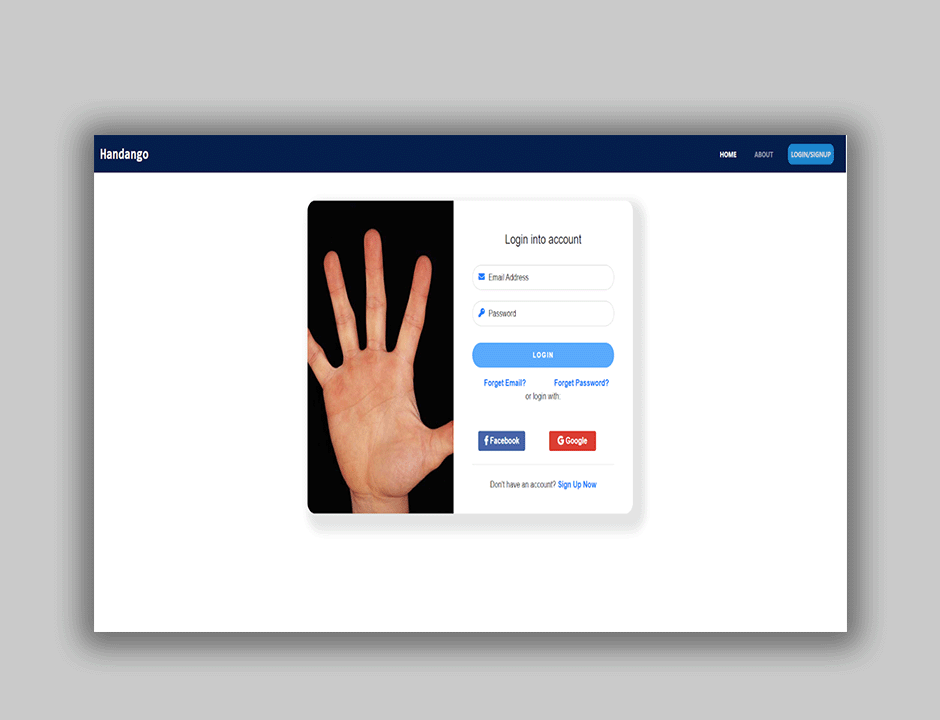 Handango
HOME ABOUT LOGIN/SIGNUP
Login into account
Email Address
Password
LOGIN
Forget Email? Forget Password?
or login with:
Facebook Google
Don't have an account? Sign Up Now